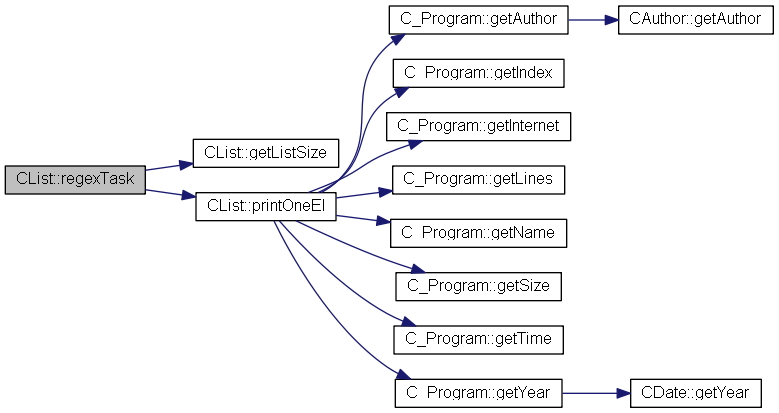 C_Program::getAuthor
CAuthor::getAuthor
C_Program::getIndex
C_Program::getInternet
CList::getListSize
CList::regexTask
C_Program::getLines
CList::printOneEl
C_Program::getName
C_Program::getSize
C_Program::getTime
C_Program::getYear
CDate::getYear